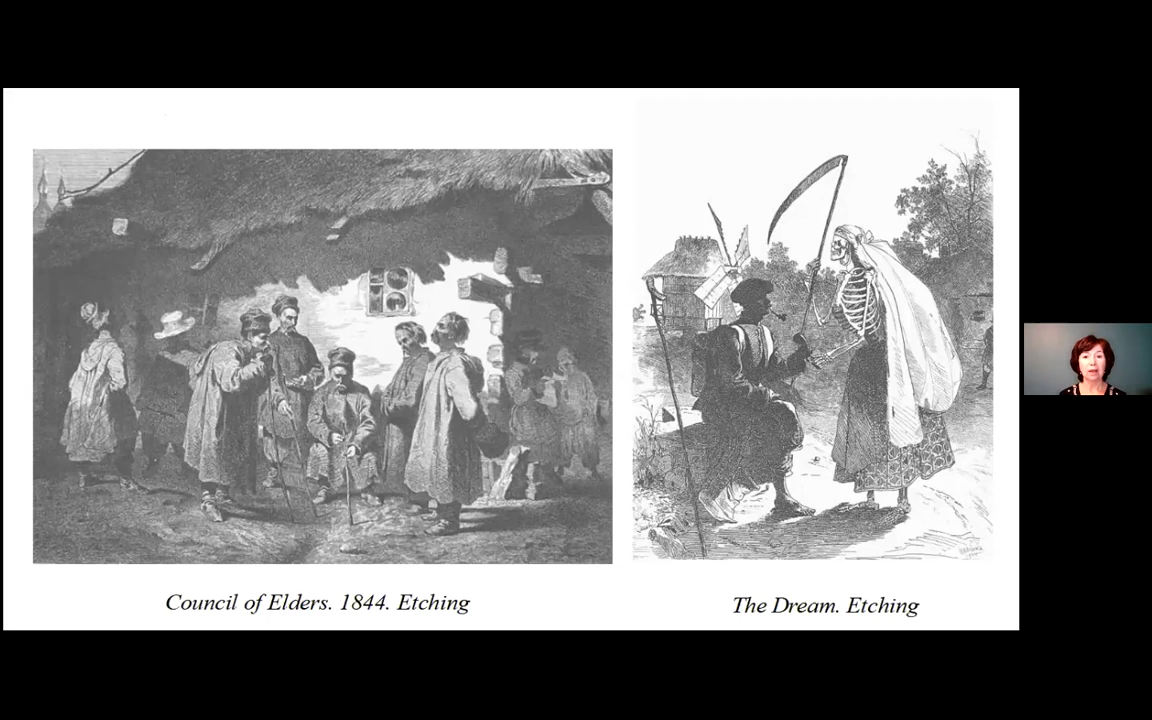 Council of Elders. 1844. Etching
The Dream. Etching